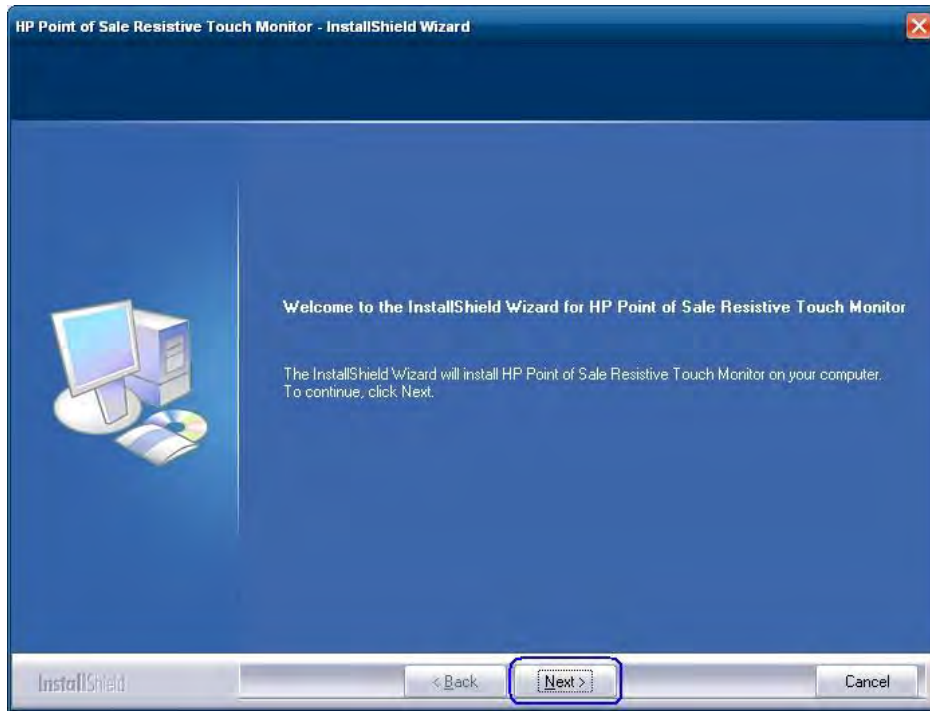 HP Point of Sale Resistive Touch Monitor - InstallShield Wizard
Welcome to the InstallShield Wizard for HP Point of Sale Resistive Touch Monitor
The InstallShield Wizard will install HP Point of Sale Resistive Touch Monitor on your computer.
To continue, click Next.
InstallShield
< Back
Next >
Cancel